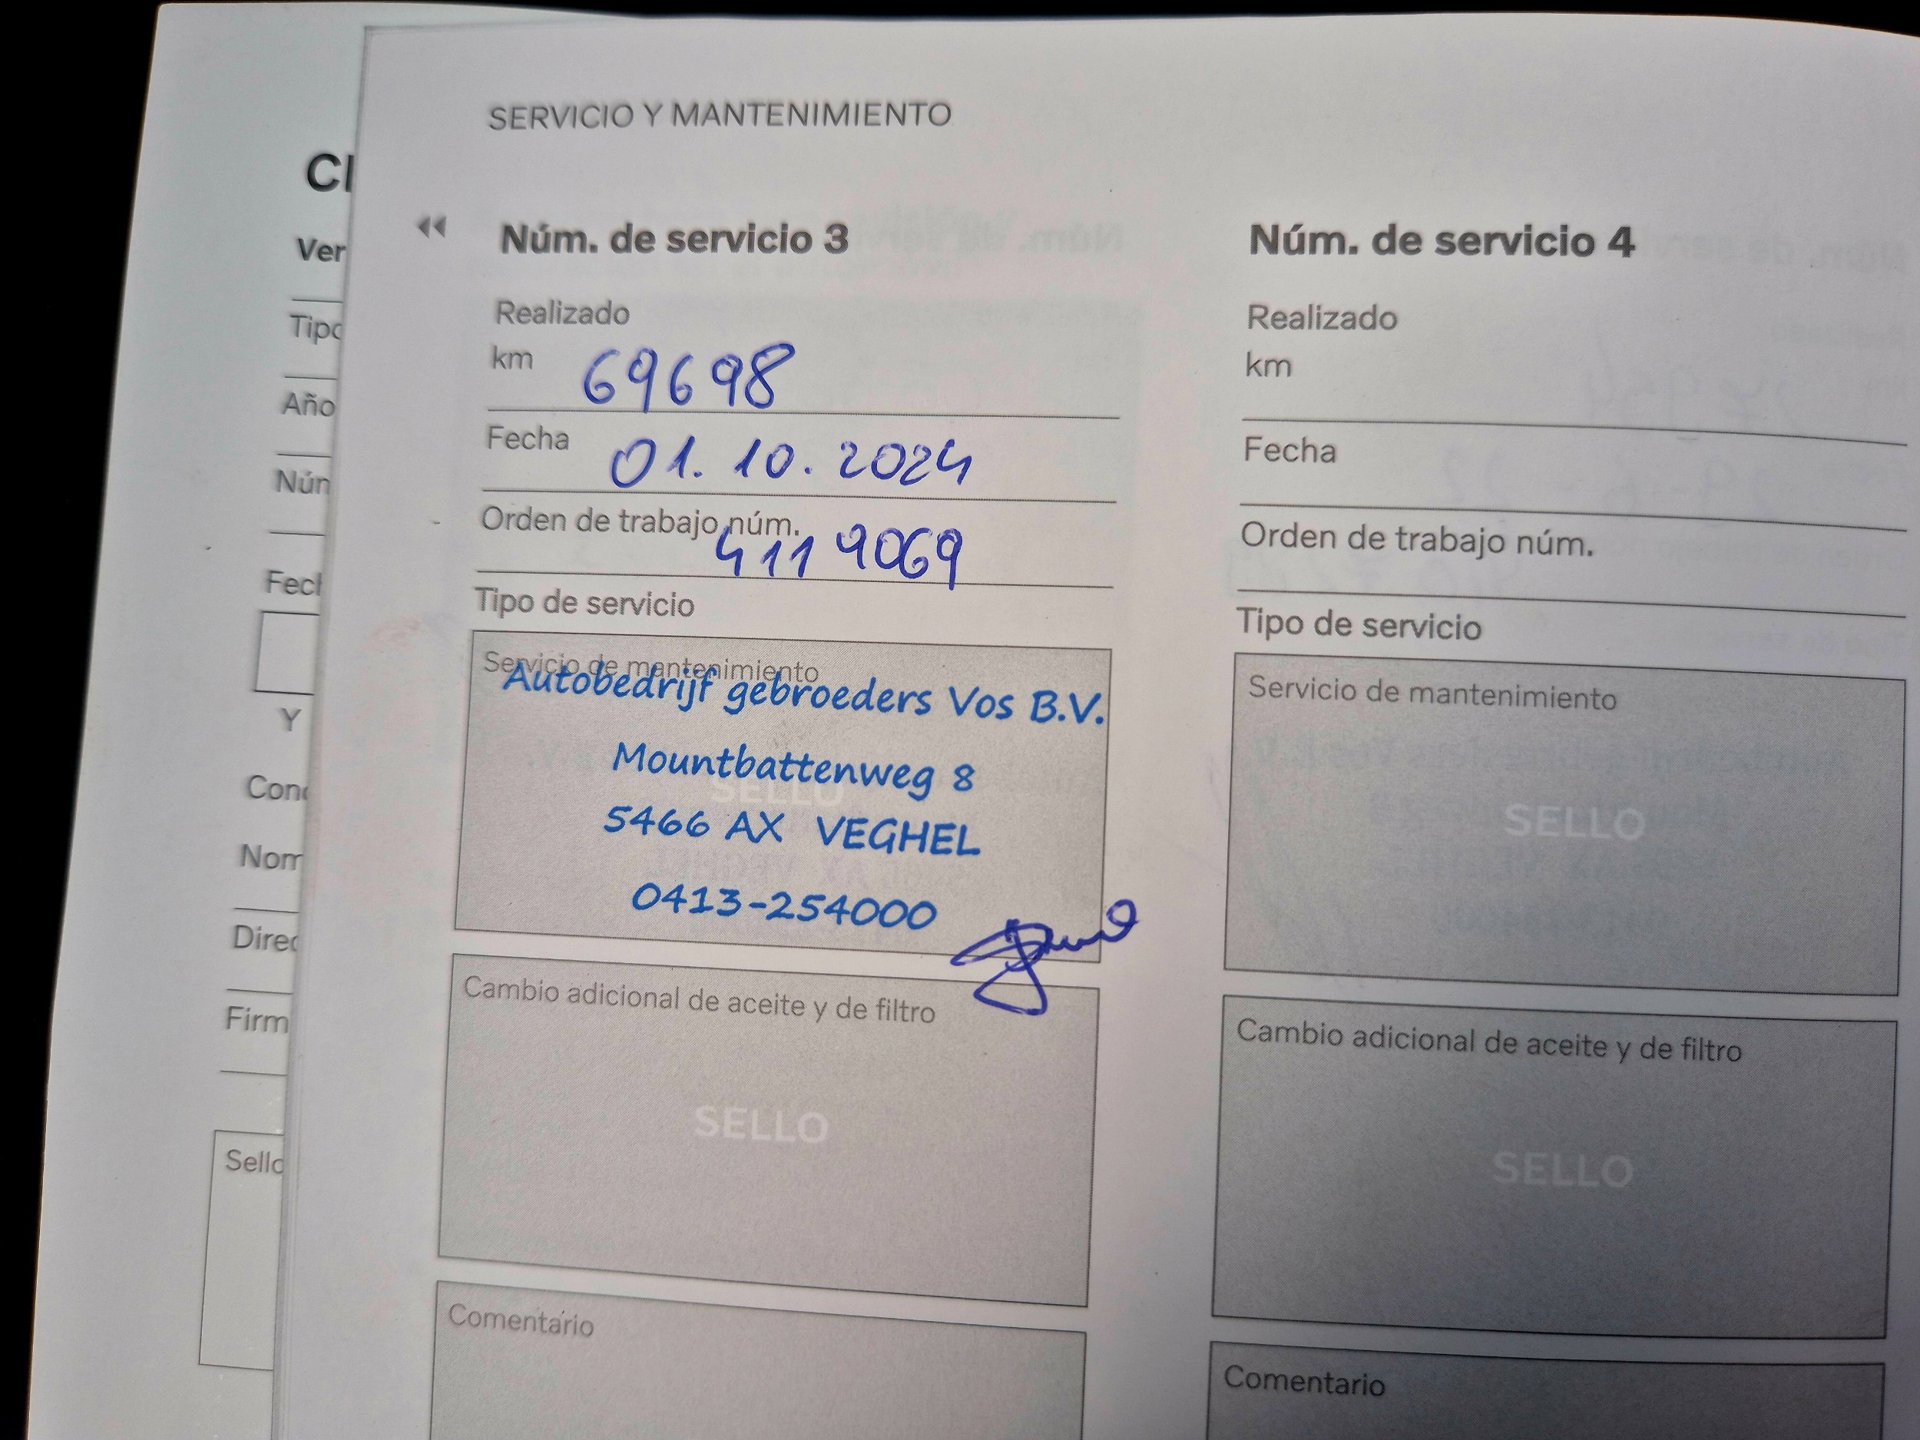 SERVICIO Y MANTENIMIENTO
Núm. de servicio 3
Realizado
km 69698
Fecha 01.10.2024
Orden de trabajo núm. 4119069
Tipo de servicio
Servicio de mantenimiento
Autobedrijf gebroeders Vos B.V.
Mountbattenweg 8
SELLO
5466 AX VEGHEL
0413-254000
Cambio adicional de aceite y de filtro
SELLO
Comentario
Núm. de servicio 4
Realizado
km
Fecha
Orden de trabajo núm.
Tipo de servicio
Servicio de mantenimiento
SELLO
Cambio adicional de aceite y de filtro
SELLO
Comentario
Año
Y